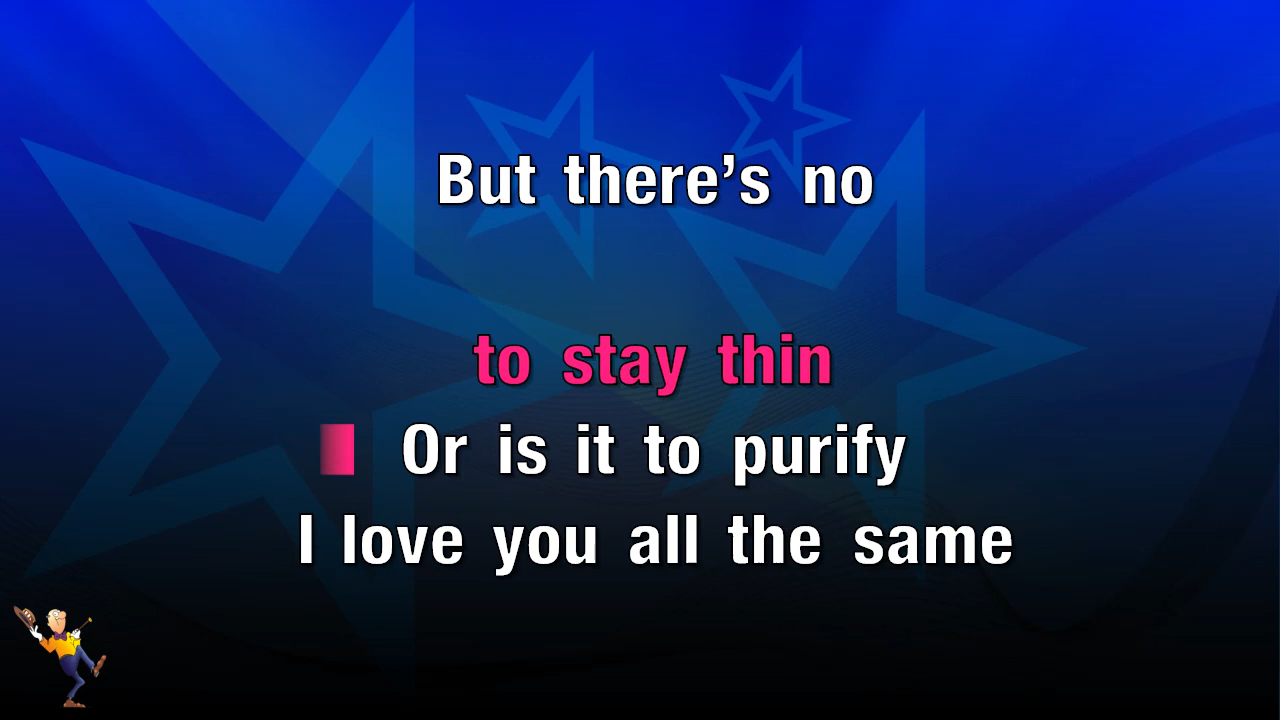 But there’s no
to stay thin
Or is it to purify
I love you all the same